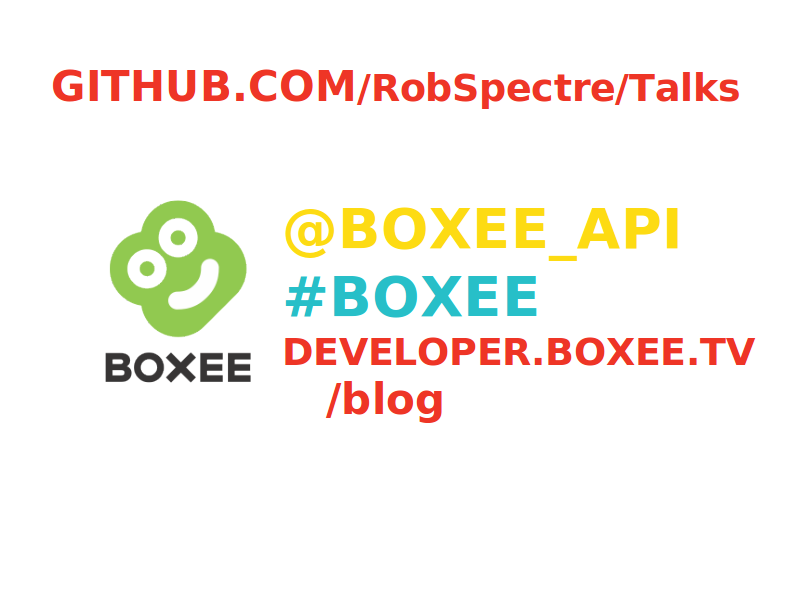 GITHUB.COM/RobSpectre/Talks
@BOXEE_API
#BOXEE
DEVELOPER.BOXEE.TV
/blog
BOXEE